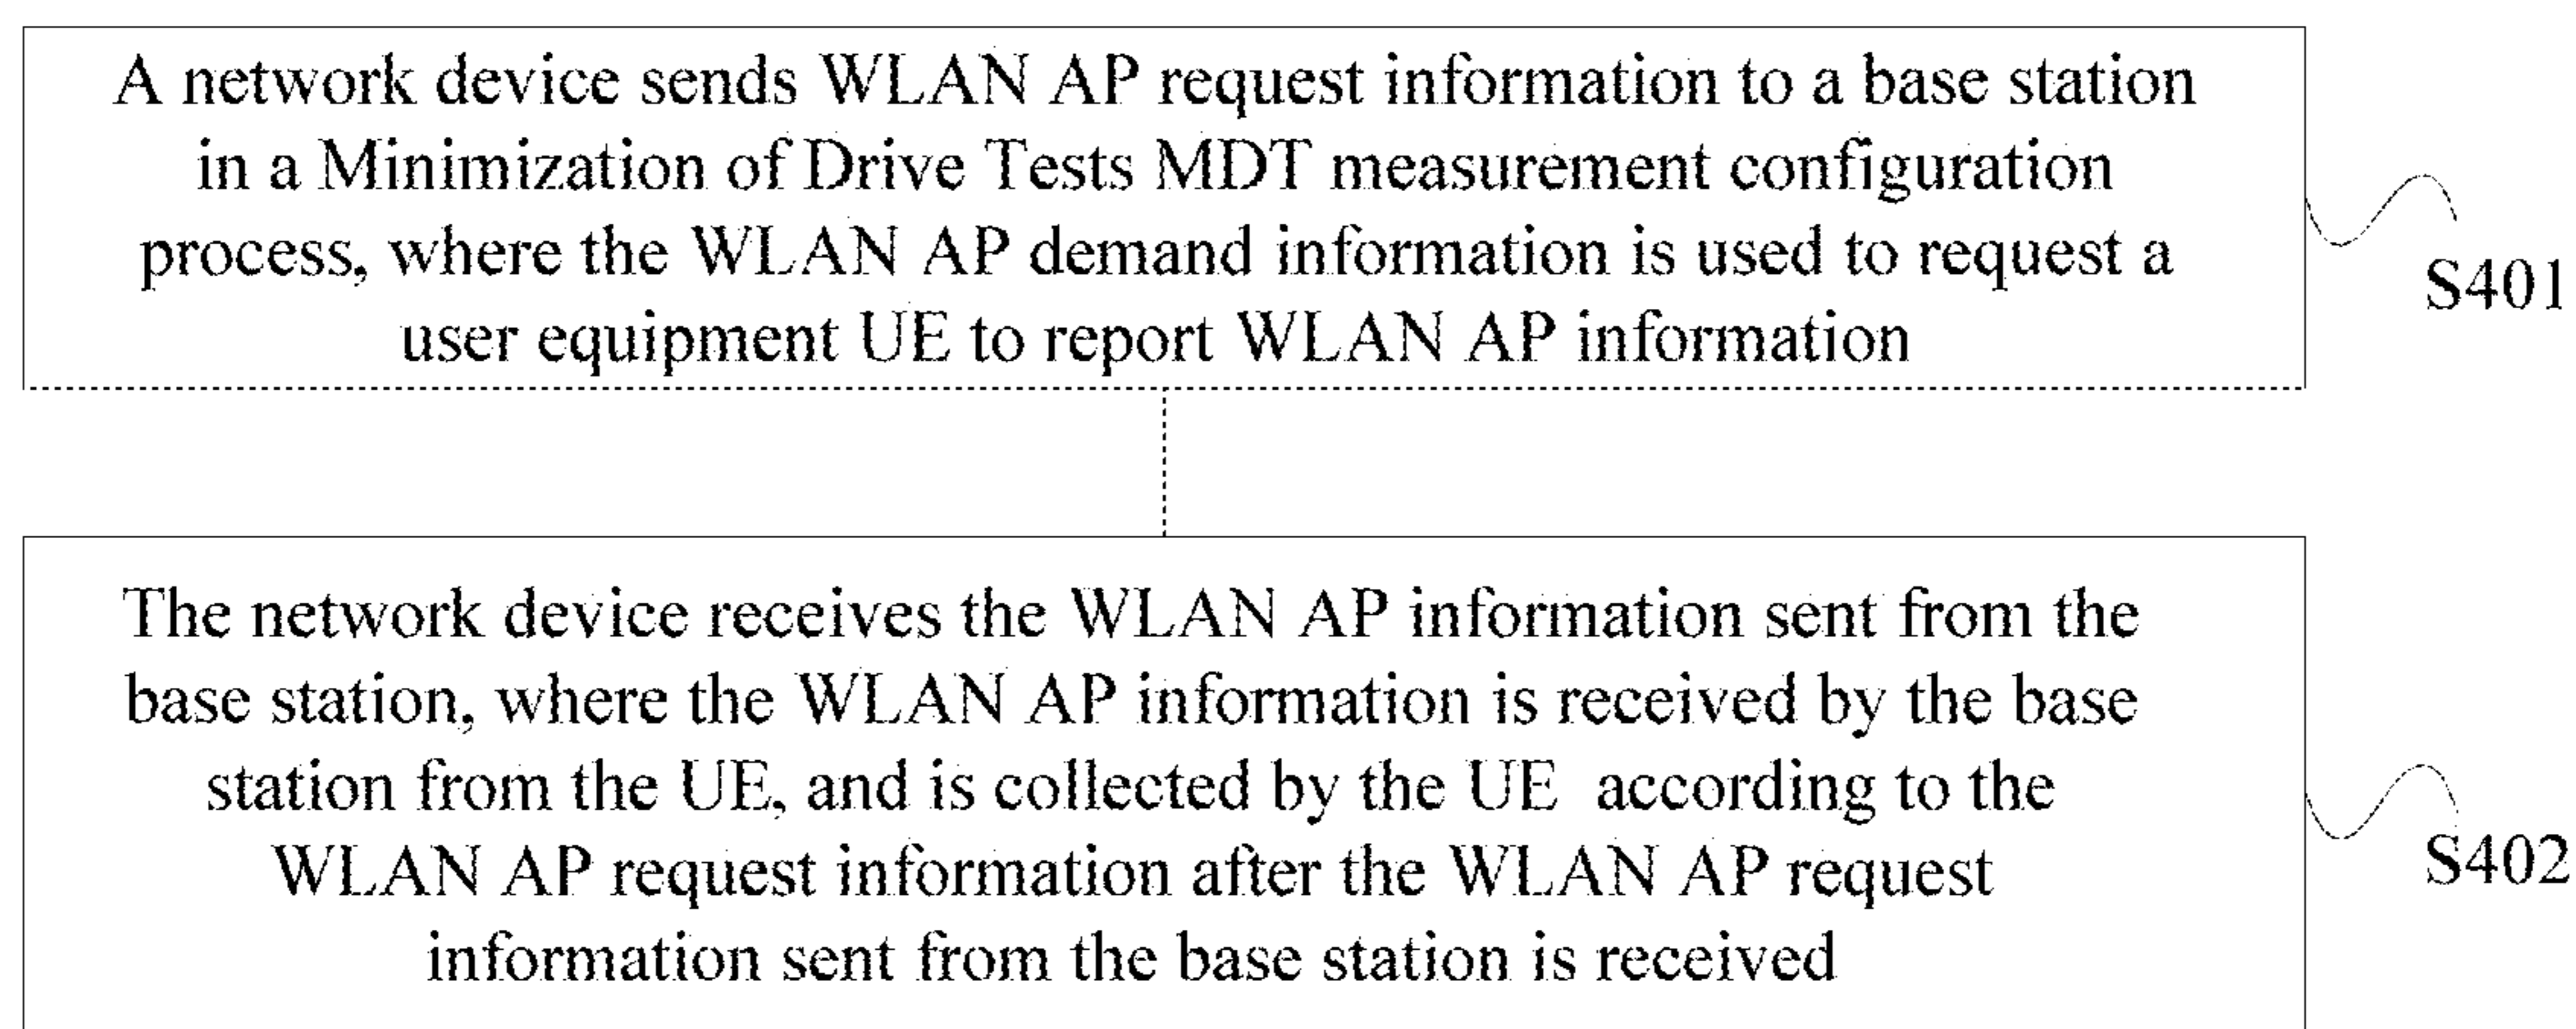 A network device sends WLAN AP request information to a base station
in a Minimization of Drive Tests MDT measurement configuration
process, where the WLAN AP demand information is used to request a
user equipment UE to report WLAN AP information
S401
The network device receives the WLAN AP information sent from the
base station, where the WLAN AP information is received by the base
station from the UE, and is collected by the UE according to the
WLAN AP request information after the WLAN AP request
information sent from the base station is received
S402